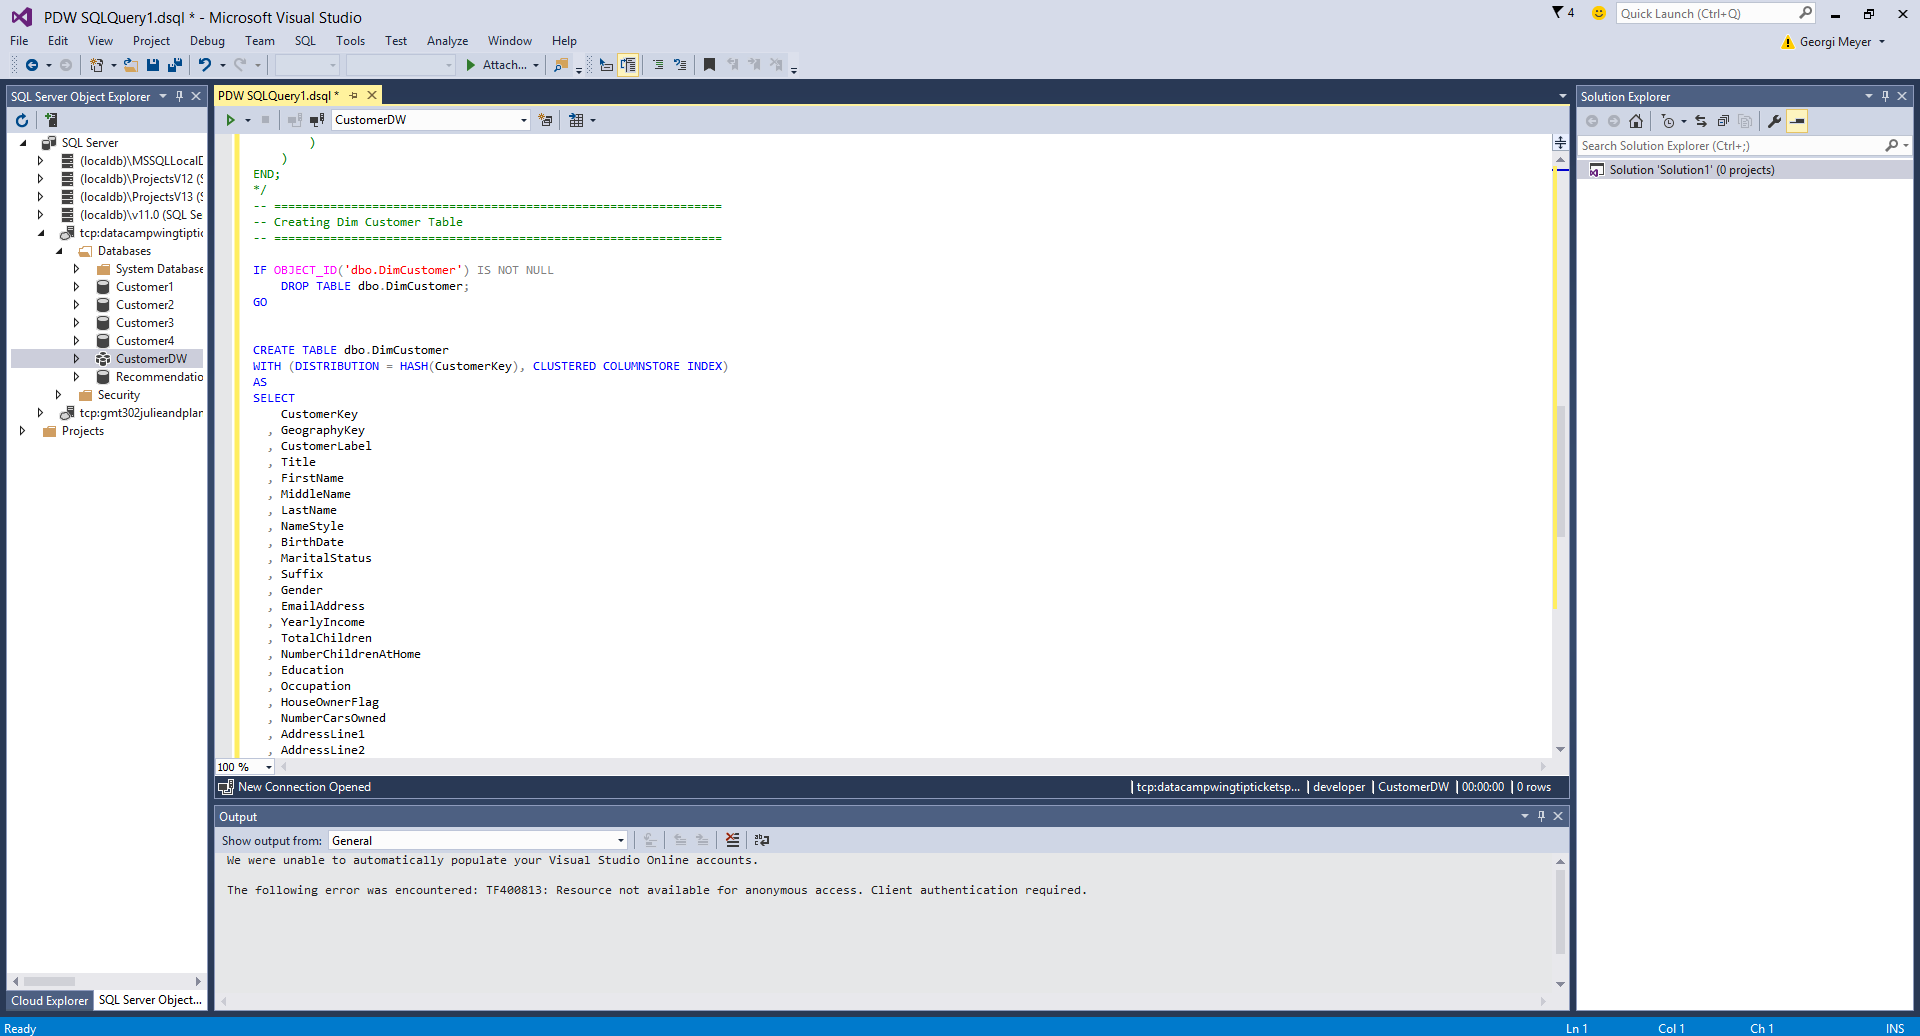 PDW SQLQuery1.dsql * - Microsoft Visual Studio
4
Quick Launch (Ctrl+Q)
File Edit View Project Debug Team SQL Tools Test Analyze Window Help
Georgi Meyer
Attach...
SQL Server Object Explorer
SQL Server
(localdb)\MSSQLLocalD
(localdb)\ProjectsV12 (S
(localdb)\ProjectsV13 (S
(localdb)\v11.0 (SQL Se
tcp:datacampwingtiptic
Databases
System Database
Customer1
Customer2
Customer3
Customer4
CustomerDW
Recommendatio
Security
tcp:gmt302julieandplan
Projects
Cloud Explorer SQL Server Object...
PDW SQLQuery1.dsql *
CustomerDW
)
)
END;
*/
-- ================================================================
-- Creating Dim Customer Table
-- ================================================================
IF OBJECT_ID('dbo.DimCustomer') IS NOT NULL
DROP TABLE dbo.DimCustomer;
GO
CREATE TABLE dbo.DimCustomer
WITH (DISTRIBUTION = HASH(CustomerKey), CLUSTERED COLUMNSTORE INDEX)
AS
SELECT
CustomerKey
, GeographyKey
, CustomerLabel
, Title
, FirstName
, MiddleName
, LastName
, NameStyle
, BirthDate
, MaritalStatus
, Suffix
, Gender
, EmailAddress
, YearlyIncome
, TotalChildren
, NumberChildrenAtHome
, Education
, Occupation
, HouseOwnerFlag
, NumberCarsOwned
, AddressLine1
, AddressLine2
100 %
New Connection Opened
tcp:datacampwingtipticketsp... developer CustomerDW 00:00:00 0 rows
Output
Show output from: General
We were unable to automatically populate your Visual Studio Online accounts.
The following error was encountered: TF400813: Resource not available for anonymous access. Client authentication required.
Solution Explorer
Search Solution Explorer (Ctrl+;)
Solution 'Solution1' (0 projects)
Ready
Ln 1 Col 1 Ch 1 INS